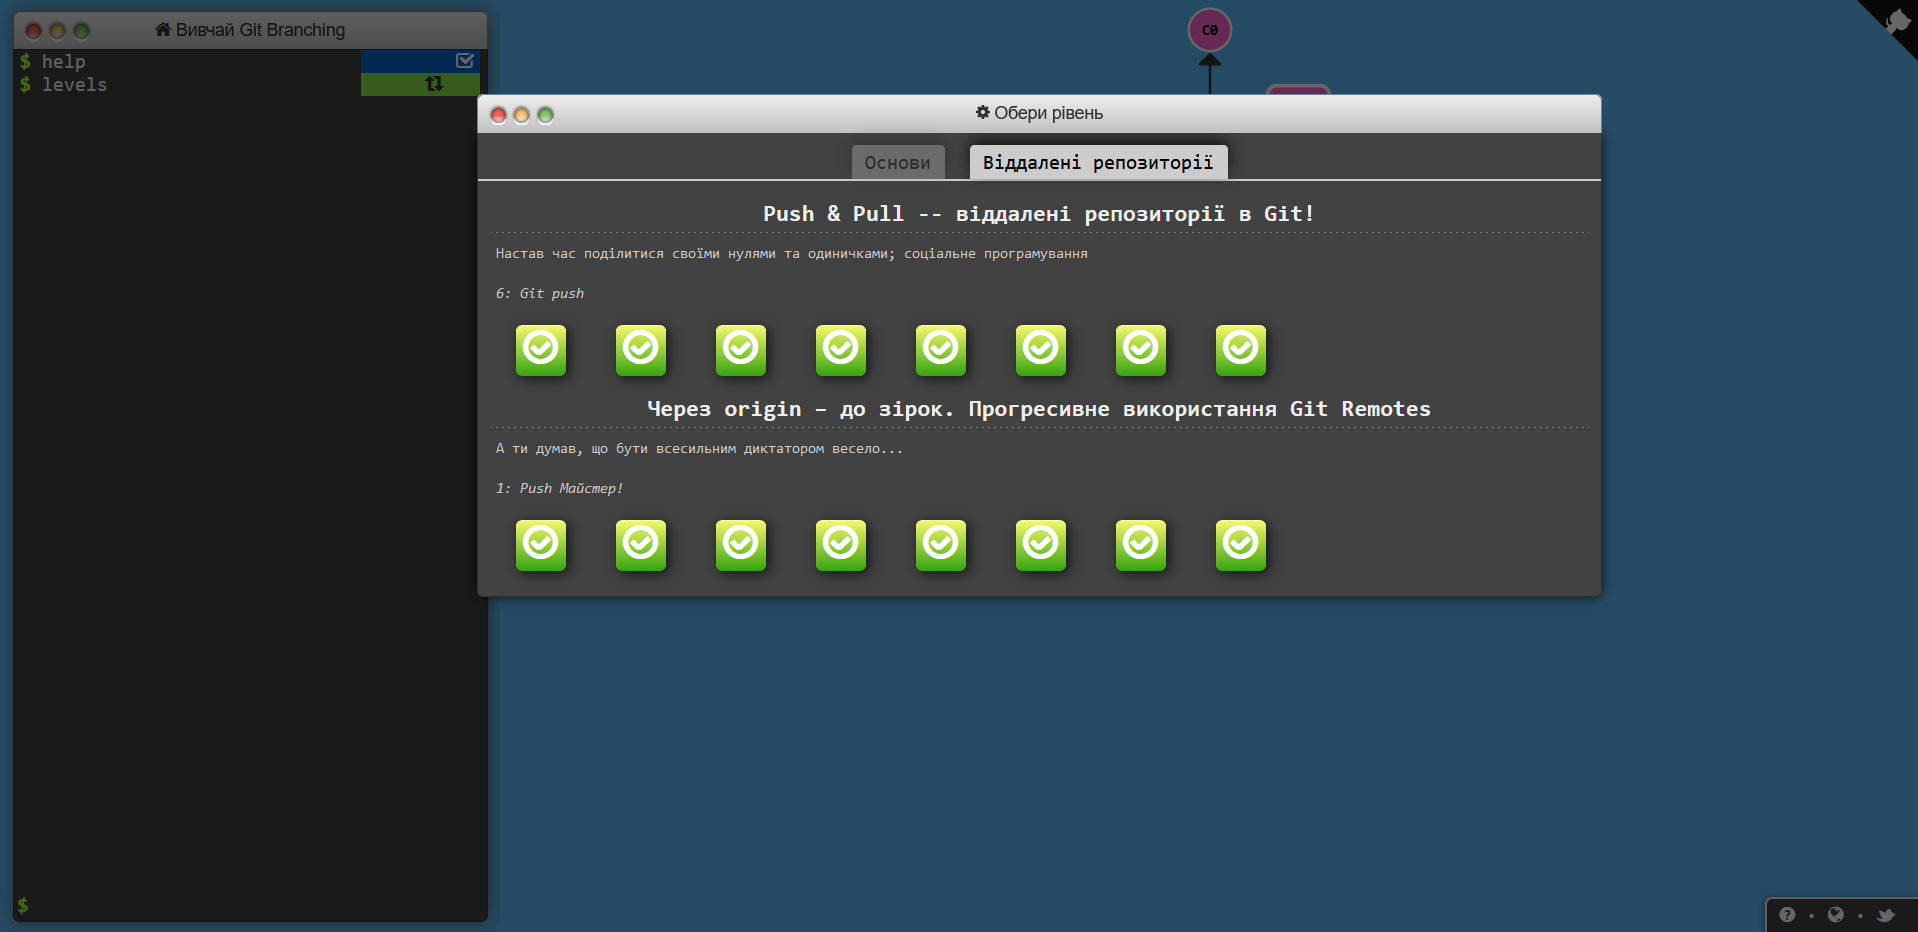 Вивчай Git Branching
$ help
$ levels
$
C0
Обери рівень
Основи
Віддалені репозиторії
Push & Pull -- віддалені репозиторії в Git!
Настав час поділитися своїми нулями та одиничками; соціальне програмування
6: Git push
Через origin – до зірок. Прогресивне використання Git Remotes
А ти думав, що бути всесильним диктатором весело...
1: Push Майстер!